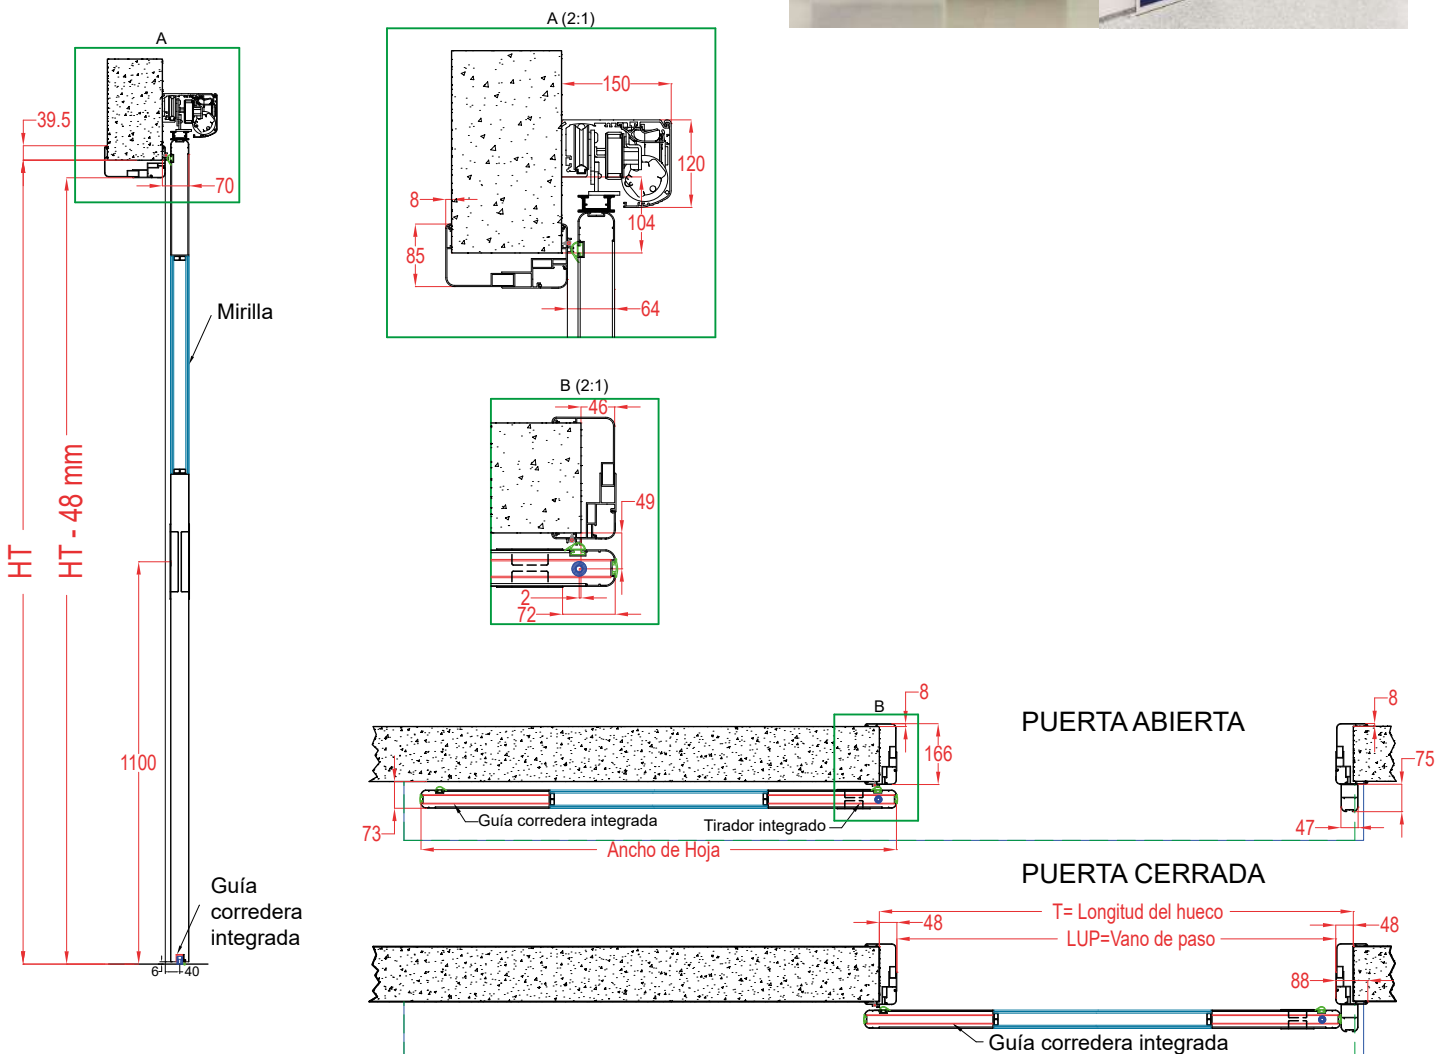 A
39.5
70
HT
HT - 48 mm
Mirilla
1100
Guía
corredera
integrada
6
40
A (2:1)
150
120
8
104
85
64
B (2:1)
46
49
2
72
PUERTA ABIERTA
B
8
166
8
75
73
47
Guía corredera integrada
Tirador integrado
Ancho de Hoja
PUERTA CERRADA
T= Longitud del hueco
48
48
LUP=Vano de paso
88
Guía corredera integrada